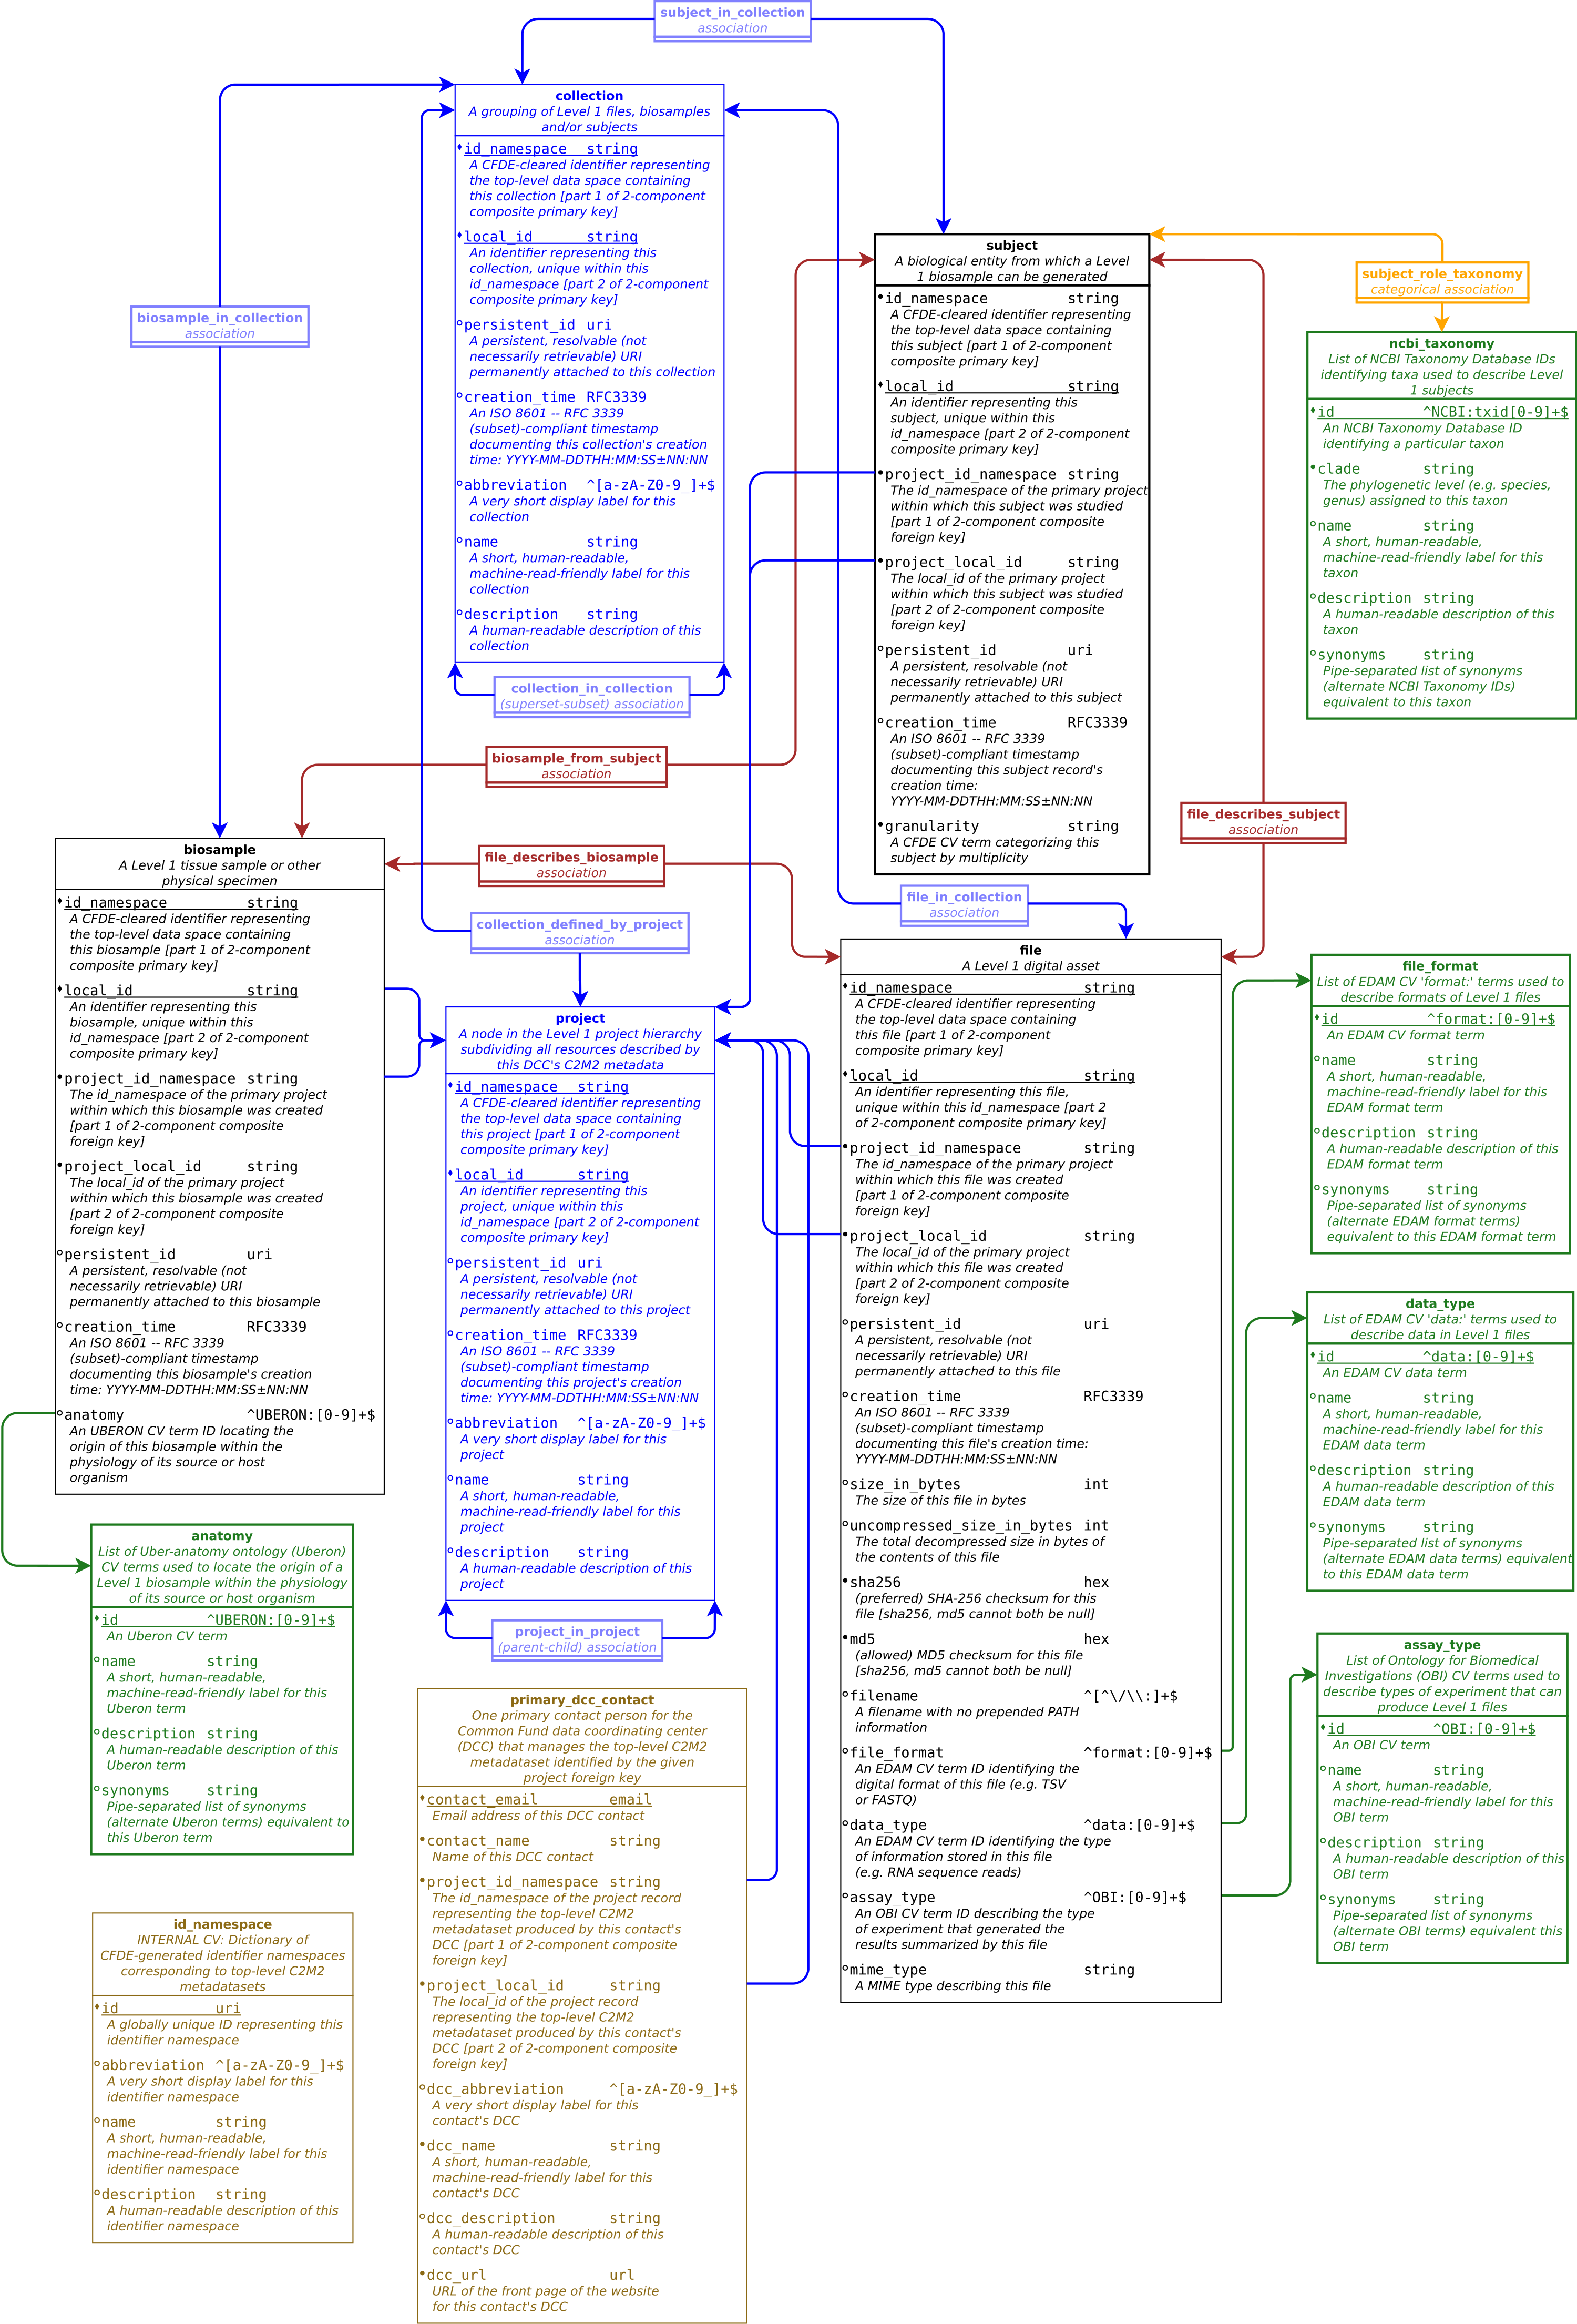 subject_in_collection
association
collection
A grouping of Level 1 files, biosamples
and/or subjects
♦id_namespace string
A CFDE-cleared identifier representing
the top-level data space containing
this collection [part 1 of 2-component
composite primary key]
♦local_id string
An identifier representing this
collection, unique within this
id_namespace [part 2 of 2-component
composite primary key]
persistent_id uri
A persistent, resolvable (not
necessarily retrievable) URI
permanently attached to this collection
creation_time RFC3339
An ISO 8601 -- RFC 3339
(subset)-compliant timestamp
documenting this collection's creation
time: YYYY-MM-DDTHH:MM:SS±NN:NN
abbreviation ^[a-zA-Z0-9_]+$
A very short display label for this
collection
name string
A short, human-readable,
machine-read-friendly label for this
collection
description string
A human-readable description of this
collection
collection_in_collection
(superset-subset) association
biosample_in_collection
association
subject
A biological entity from which a Level
1 biosample can be generated
•id_namespace string
A CFDE-cleared identifier representing
the top-level data space containing
this subject [part 1 of 2-component
composite primary key]
♦local_id string
An identifier representing this
subject, unique within this
id_namespace [part 2 of 2-component
composite primary key]
•project_id_namespace string
The id_namespace of the primary project
within which this subject was studied
[part 1 of 2-component composite
foreign key]
•project_local_id string
The local_id of the primary project
within which this subject was studied
[part 2 of 2-component composite
foreign key]
persistent_id uri
A persistent, resolvable (not
necessarily retrievable) URI
permanently attached to this subject
creation_time RFC3339
An ISO 8601 -- RFC 3339
(subset)-compliant timestamp
documenting this subject record's
creation time:
YYYY-MM-DDTHH:MM:SS±NN:NN
•granularity string
A CFDE CV term categorizing this
subject by multiplicity
subject_role_taxonomy
categorical association
ncbi_taxonomy
List of NCBI Taxonomy Database IDs
identifying taxa used to describe Level
1 subjects
♦id ^NCBI:txid[0-9]+$
An NCBI Taxonomy Database ID
identifying a particular taxon
•clade string
The phylogenetic level (e.g. species,
genus) assigned to this taxon
name string
A short, human-readable,
machine-read-friendly label for this
taxon
description string
A human-readable description of this
taxon
synonyms string
Pipe-separated list of synonyms
(alternate NCBI Taxonomy IDs)
equivalent to this taxon
biosample_from_subject
association
file_describes_subject
association
file_describes_biosample
association
file_in_collection
association
collection_defined_by_project
association
biosample
A Level 1 tissue sample or other
physical specimen
♦id_namespace string
A CFDE-cleared identifier representing
the top-level data space containing
this biosample [part 1 of 2-component
composite primary key]
♦local_id string
An identifier representing this
biosample, unique within this
id_namespace [part 2 of 2-component
composite primary key]
•project_id_namespace string
The id_namespace of the primary project
within which this biosample was created
[part 1 of 2-component composite
foreign key]
•project_local_id string
The local_id of the primary project
within which this biosample was created
[part 2 of 2-component composite
foreign key]
persistent_id uri
A persistent, resolvable (not
necessarily retrievable) URI
permanently attached to this biosample
creation_time RFC3339
An ISO 8601 -- RFC 3339
(subset)-compliant timestamp
documenting this biosample's creation
time: YYYY-MM-DDTHH:MM:SS±NN:NN
anatomy ^UBERON:[0-9]+$
An UBERON CV term ID locating the
origin of this biosample within the
physiology of its source or host
organism
project
A node in the Level 1 project hierarchy
subdividing all resources described by
this DCC's C2M2 metadata
♦id_namespace string
A CFDE-cleared identifier representing
the top-level data space containing
this project [part 1 of 2-component
composite primary key]
♦local_id string
An identifier representing this
project, unique within this
id_namespace [part 2 of 2-component
composite primary key]
persistent_id uri
A persistent, resolvable (not
necessarily retrievable) URI
permanently attached to this project
creation_time RFC3339
An ISO 8601 -- RFC 3339
(subset)-compliant timestamp
documenting this project's creation
time: YYYY-MM-DDTHH:MM:SS±NN:NN
abbreviation ^[a-zA-Z0-9_]+$
A very short display label for this
project
name string
A short, human-readable,
machine-read-friendly label for this
project
description string
A human-readable description of this
project
project_in_project
(parent-child) association
file
A Level 1 digital asset
♦id_namespace string
A CFDE-cleared identifier representing
the top-level data space containing
this file [part 1 of 2-component
composite primary key]
♦local_id string
An identifier representing this file,
unique within this id_namespace [part 2
of 2-component composite primary key]
•project_id_namespace string
The id_namespace of the primary project
within which this file was created
[part 1 of 2-component composite
foreign key]
•project_local_id string
The local_id of the primary project
within which this file was created
[part 2 of 2-component composite
foreign key]
persistent_id uri
A persistent, resolvable (not
necessarily retrievable) URI
permanently attached to this file
creation_time RFC3339
An ISO 8601 -- RFC 3339
(subset)-compliant timestamp
documenting this file's creation time:
YYYY-MM-DDTHH:MM:SS±NN:NN
size_in_bytes int
The size of this file in bytes
uncompressed_size_in_bytes int
The total decompressed size in bytes of
the contents of this file
•sha256 hex
(preferred) SHA-256 checksum for this
file [sha256, md5 cannot both be null]
•md5 hex
(allowed) MD5 checksum for this file
[sha256, md5 cannot both be null]
filename ^[^\/\\:]+$
A filename with no prepended PATH
information
file_format ^format:[0-9]+$
An EDAM CV term ID identifying the
digital format of this file (e.g. TSV
or FASTQ)
data_type ^data:[0-9]+$
An EDAM CV term ID identifying the type
of information stored in this file
(e.g. RNA sequence reads)
assay_type ^OBI:[0-9]+$
An OBI CV term ID describing the type
of experiment that generated the
results summarized by this file
mime_type string
A MIME type describing this file
file_format
List of EDAM CV 'format:' terms used to
describe formats of Level 1 files
♦id ^format:[0-9]+$
An EDAM CV format term
name string
A short, human-readable,
machine-read-friendly label for this
EDAM format term
description string
A human-readable description of this
EDAM format term
synonyms string
Pipe-separated list of synonyms
(alternate EDAM format terms)
equivalent to this EDAM format term
data_type
List of EDAM CV 'data:' terms used to
describe data in Level 1 files
♦id ^data:[0-9]+$
An EDAM CV data term
name string
A short, human-readable,
machine-read-friendly label for this
EDAM data term
description string
A human-readable description of this
EDAM data term
synonyms string
Pipe-separated list of synonyms
(alternate EDAM data terms) equivalent
to this EDAM data term
assay_type
List of Ontology for Biomedical
Investigations (OBI) CV terms used to
describe types of experiment that can
produce Level 1 files
♦id ^OBI:[0-9]+$
An OBI CV term
name string
A short, human-readable,
machine-read-friendly label for this
OBI term
description string
A human-readable description of this
OBI term
synonyms string
Pipe-separated list of synonyms
(alternate OBI terms) equivalent this
OBI term
anatomy
List of Uber-anatomy ontology (Uberon)
CV terms used to locate the origin of a
Level 1 biosample within the physiology
of its source or host organism
♦id ^UBERON:[0-9]+$
An Uberon CV term
name string
A short, human-readable,
machine-read-friendly label for this
Uberon term
description string
A human-readable description of this
Uberon term
synonyms string
Pipe-separated list of synonyms
(alternate Uberon terms) equivalent to
this Uberon term
id_namespace
INTERNAL CV: Dictionary of
CFDE-generated identifier namespaces
corresponding to top-level C2M2
metadatasets
♦id uri
A globally unique ID representing this
identifier namespace
abbreviation ^[a-zA-Z0-9_]+$
A very short display label for this
identifier namespace
name string
A short, human-readable,
machine-read-friendly label for this
identifier namespace
description string
A human-readable description of this
identifier namespace
primary_dcc_contact
One primary contact person for the
Common Fund data coordinating center
(DCC) that manages the top-level C2M2
metadataset identified by the given
project foreign key
♦contact_email email
Email address of this DCC contact
•contact_name string
Name of this DCC contact
•project_id_namespace string
The id_namespace of the project record
representing the top-level C2M2
metadataset produced by this contact's
DCC [part 1 of 2-component composite
foreign key]
•project_local_id string
The local_id of the project record
representing the top-level C2M2
metadataset produced by this contact's
DCC [part 2 of 2-component composite
foreign key]
dcc_abbreviation ^[a-zA-Z0-9_]+$
A very short display label for this
contact's DCC
•dcc_name string
A short, human-readable,
machine-read-friendly label for this
contact's DCC
dcc_description string
A human-readable description of this
contact's DCC
•dcc_url url
URL of the front page of the website
for this contact's DCC